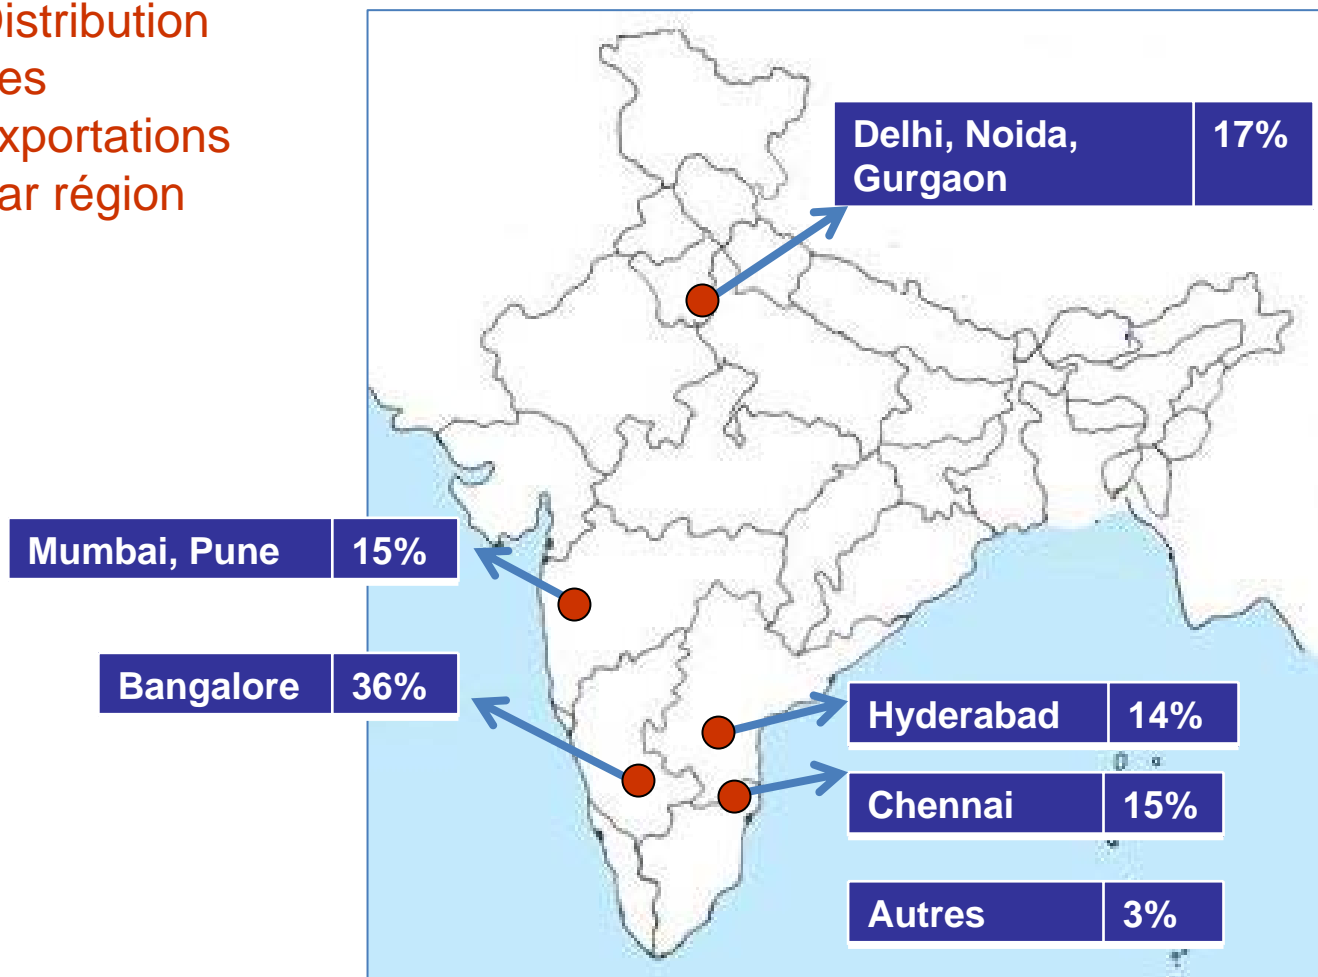 Distribution
es
xportations
ar région
Delhi, Noida,
Gurgaon
17%
Mumbai, Pune 15%
Bangalore 36%
Hyderabad 14%
Chennai 15%
Autres 3%